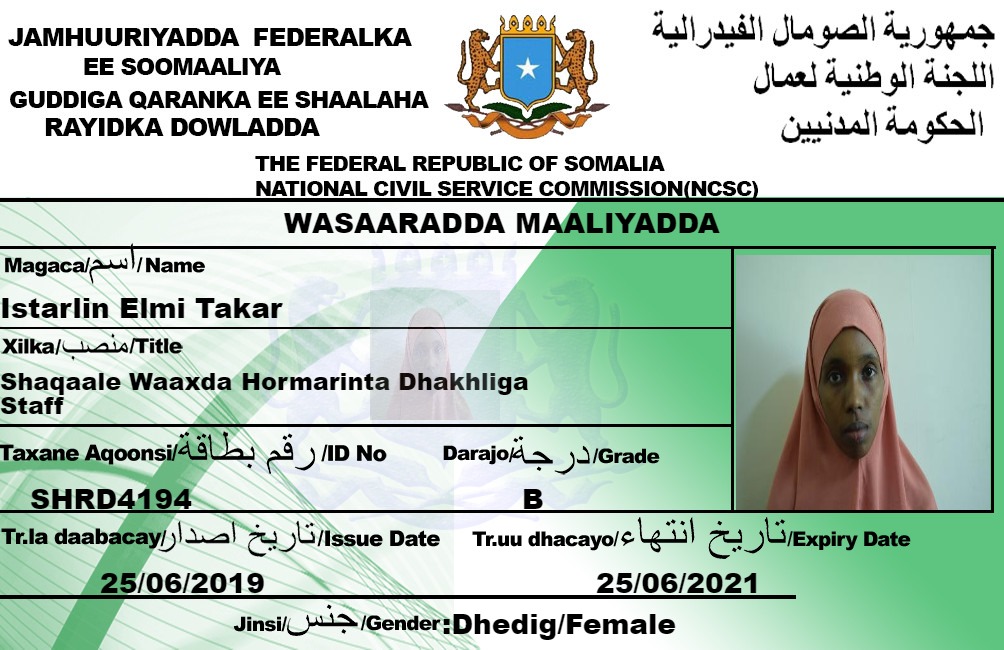 JAMHUURIYADDA FEDERALKA
EE SOOMAALIYA
GUDDIGA QARANKA EE SHAALAHA
RAYIDKA DOWLADDA
جمهورية الصومال الفيدرالية
اللجنة الوطنية لعمال
الحكومة المدنيين
THE FEDERAL REPUBLIC OF SOMALIA
NATIONAL CIVIL SERVICE COMMISSION(NCSC)
WASAARADDA MAALIYADDA
Magaca/اسم/Name
Istarlin Elmi Takar
Xilka/منصب/Title
Shaqaale Waaxda Hormarinta Dhakhliga
Staff
Taxane Aqoonsi/رقم بطاقة/ID No
SHRD4194
Darajo/درجة/Grade
B
Tr.la daabacay/تاريخ اصدار/Issue Date
25/06/2019
Tr.uu dhacayo/تاريخ انتهاء/Expiry Date
25/06/2021
Jinsi/جنس/Gender:Dhedig/Female